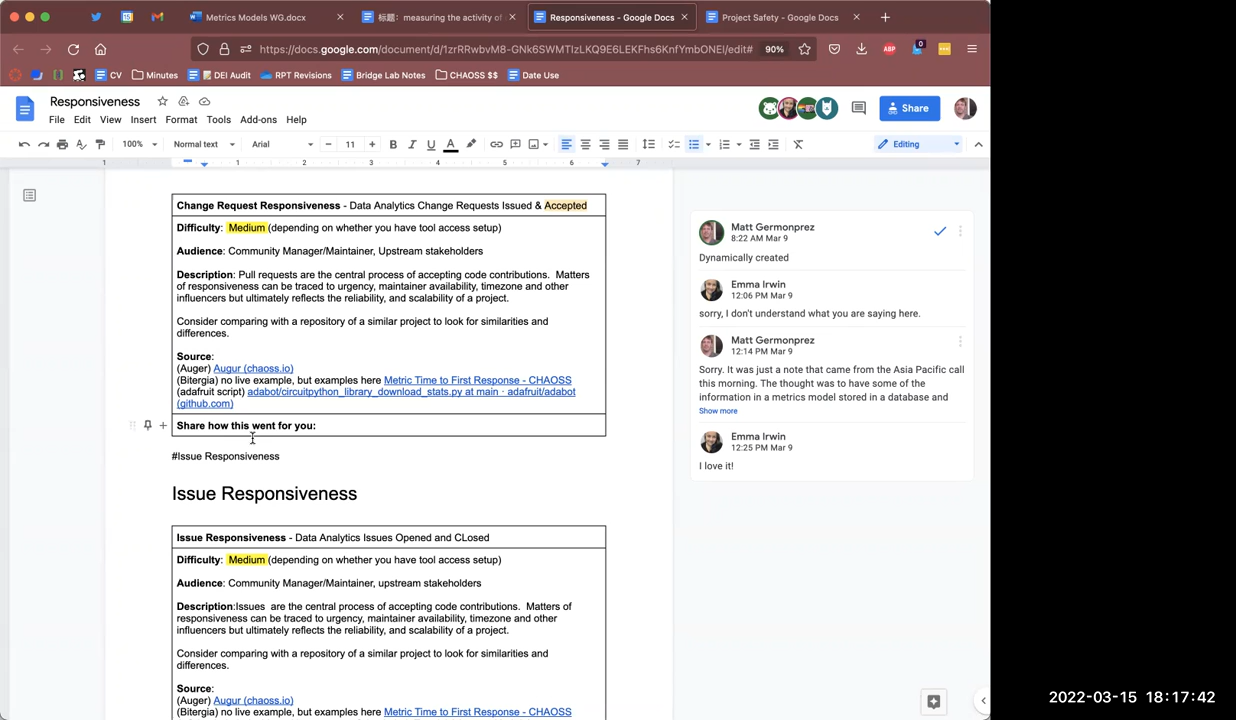 Metrics Models WG.docx
标题：measuring the activity of
Responsiveness - Google Docs
Project Safety - Google Docs
https://docs.google.com/document/d/1zrRRwbvM8-GNk6SWMTIzLKQ9E6LEKFhs6KnfYmbONEI/edit#
90%
ABP
0
CV
Minutes
DEI Audit
RPT Revisions
Bridge Lab Notes
CHAOSS $$
Date Use
Responsiveness
File Edit View Insert Format Tools Add-ons Help
Share
100% Normal text Arial 11 B I U A Editing
1 1 2 3 4 5 6 7
Change Request Responsiveness - Data Analytics Change Requests Issued & Accepted
Difficulty: Medium (depending on whether you have tool access setup)
Audience: Community Manager/Maintainer, Upstream stakeholders
Description: Pull requests are the central process of accepting code contributions. Matters
of responsiveness can be traced to urgency, maintainer availability, timezone and other
influencers but ultimately reflects the reliability, and scalability of a project.
Consider comparing with a repository of a similar project to look for similarities and
differences.
Source:
(Auger) Augur (chaoss.io)
(Bitergia) no live example, but examples here Metric Time to First Response - CHAOSS
(adafruit script) adabot/circuitpython_library_download_stats.py at main · adafruit/adabot
(github.com)
Share how this went for you:
#Issue Responsiveness
Issue Responsiveness
Issue Responsiveness - Data Analytics Issues Opened and CLosed
Difficulty: Medium (depending on whether you have tool access setup)
Audience: Community Manager/Maintainer, upstream stakeholders
Description:Issues are the central process of accepting code contributions. Matters of
responsiveness can be traced to urgency, maintainer availability, timezone and other
influencers but ultimately reflects the reliability, and scalability of a project.
Consider comparing with a repository of a similar project to look for similarities and
differences.
Source:
(Auger) Augur (chaoss.io)
(Bitergia) no live example, but examples here Metric Time to First Response - CHAOSS
Matt Germonprez
8:22 AM Mar 9
Dynamically created
Emma Irwin
12:06 PM Mar 9
sorry, I don't understand what you are saying here.
Matt Germonprez
12:14 PM Mar 9
Sorry. It was just a note that came from the Asia Pacific call
this morning. The thought was to have some of the
information in a metrics model stored in a database and
Show more
Emma Irwin
12:25 PM Mar 9
I love it!
2022-03-15 18:17:42